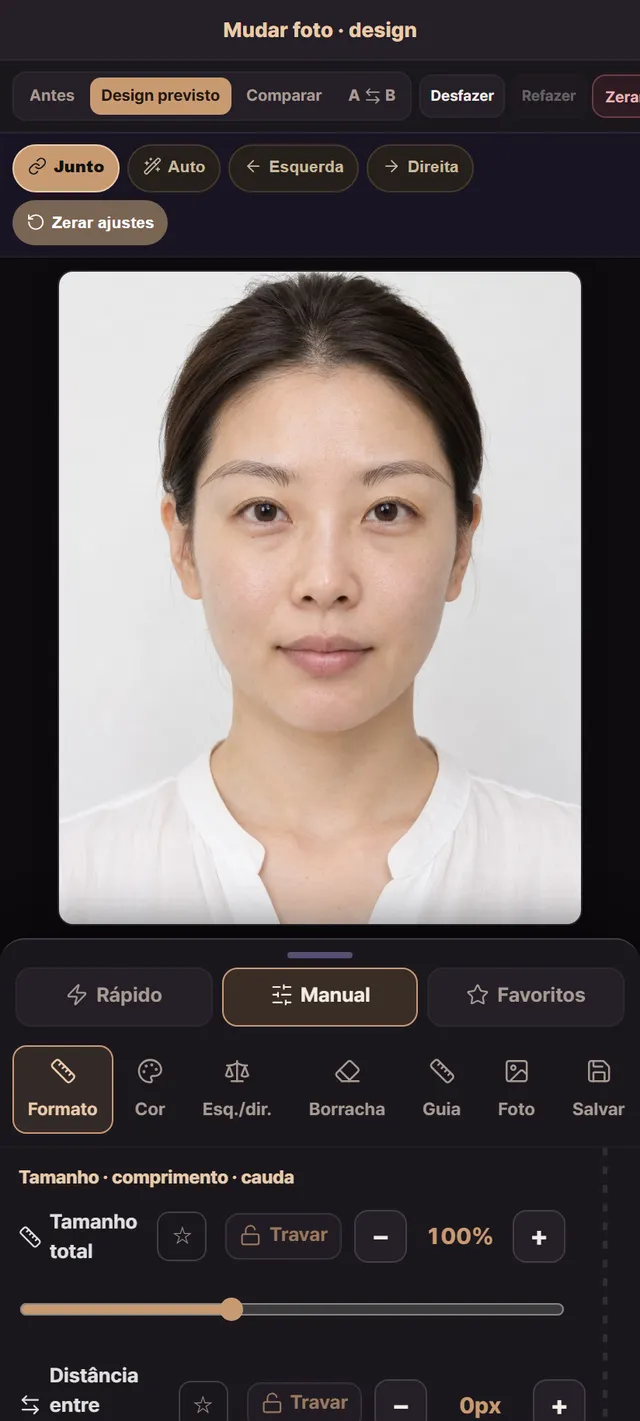 Mudar foto · design
Antes
Design previsto
Comparar
A ⇆ B
Desfazer
Refazer
Junto
Auto
Esquerda
Direita
Zerar ajustes
Rápido
Manual
Favoritos
Formato
Cor
Esq./dir.
Borracha
Guia
Foto
Salvar
Tamanho · comprimento · cauda
Tamanho
total
Travar
−
100%
+
Distância
entre
Travar
−
0px
+